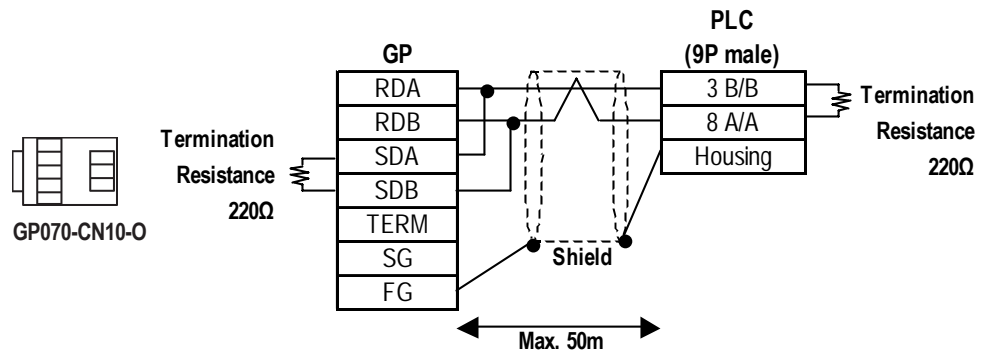 PLC
(9P male)
GP
RDA
RDB
SDA
SDB
TERM
SG
FG
3 B/B
8 A/A
Housing
Termination
Resistance
220Ω
Termination
Resistance
220Ω
GP070-CN10-O
Shield
Max. 50m